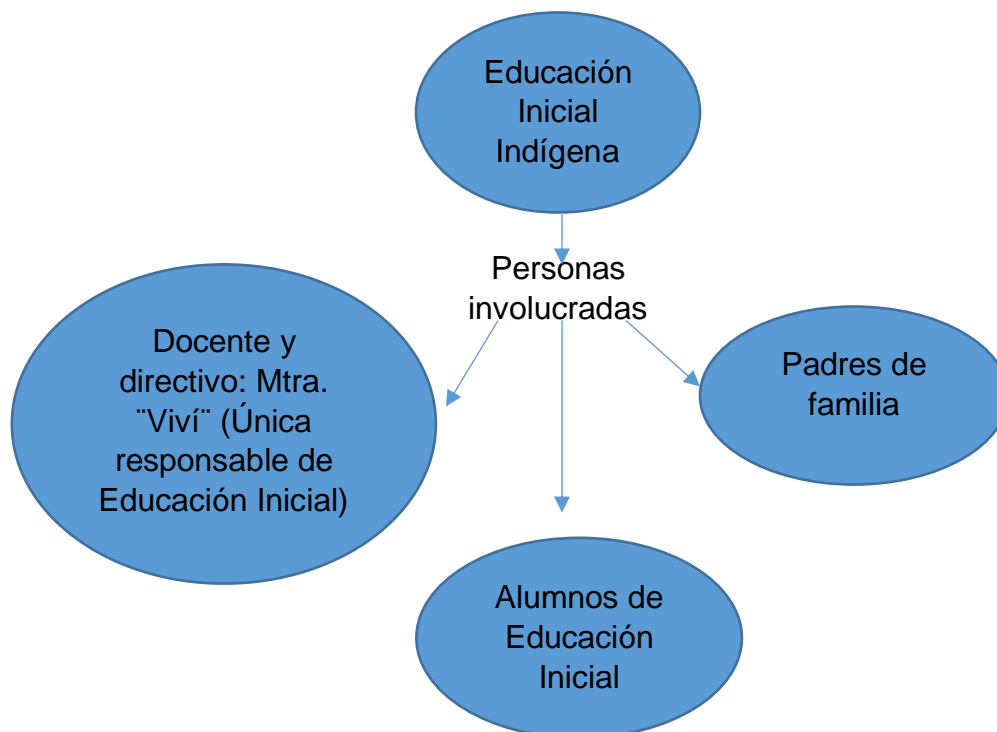 Educación
Inicial
Indígena
Personas
involucradas
Docente y
directivo: Mtra.
¨Viví¨ (Única
responsable de
Educación Inicial)
Padres de
familia
Alumnos de
Educación
Inicial